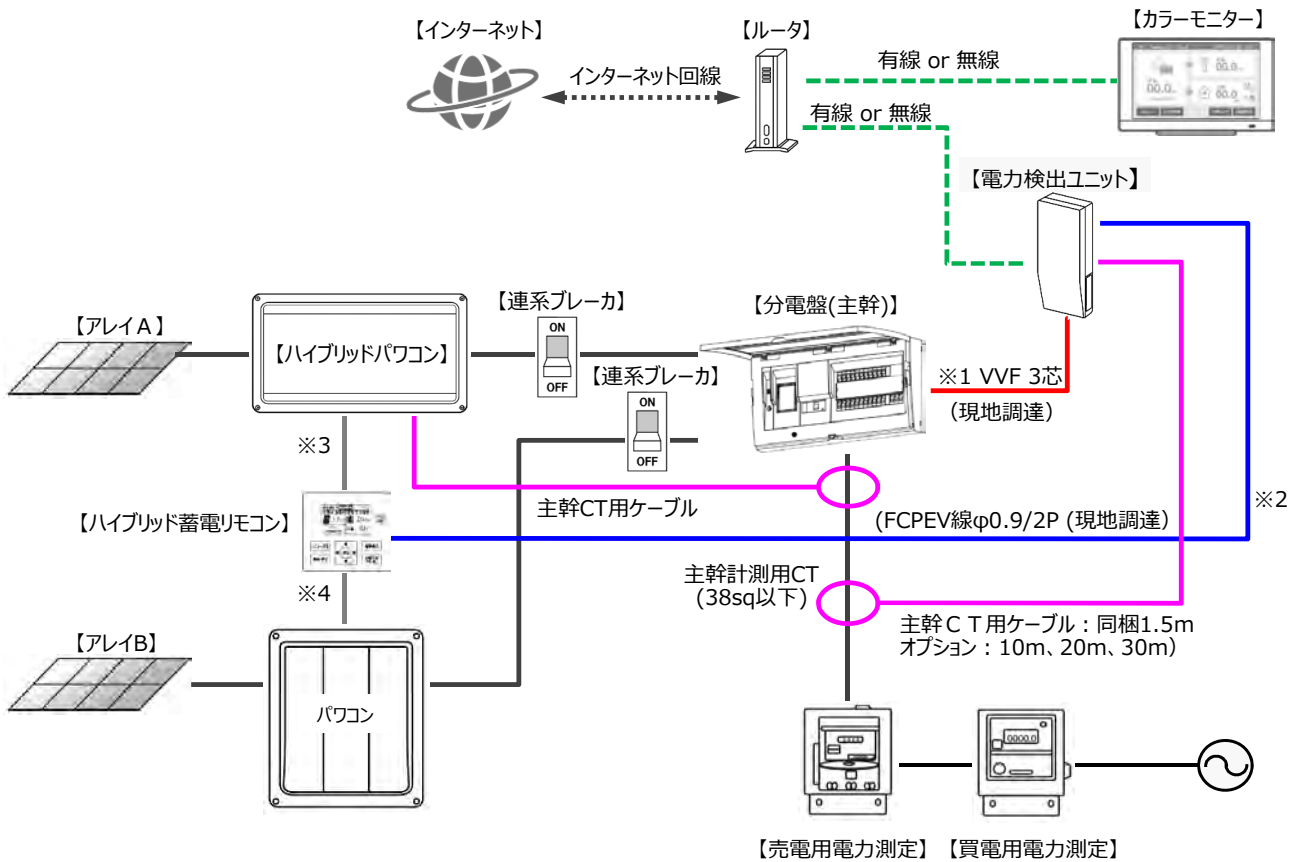 【インターネット】
【ルータ】
【カラーモニター】
インターネット回線
有線 or 無線
有線 or 無線
00.0
00.0
00.0
【電力検出ユニット】
【アレイA】
【ハイブリッドパワコン】
【連系ブレーカ】
ON
OFF
【連系ブレーカ】
ON
OFF
【分電盤(主幹)】
※1 VVF 3芯
(現地調達)
※3
主幹CT用ケーブル
【ハイブリッド蓄電リモコン】
(FCPEV線φ0.9/2P (現地調達)
※2
※4
主幹計測用CT
(38sq以下)
主幹CT用ケーブル：同梱1.5m
オプション：10m、20m、30m)
【アレイB】
パワコン
0000.0
【売電用電力測定】
【買電用電力測定】